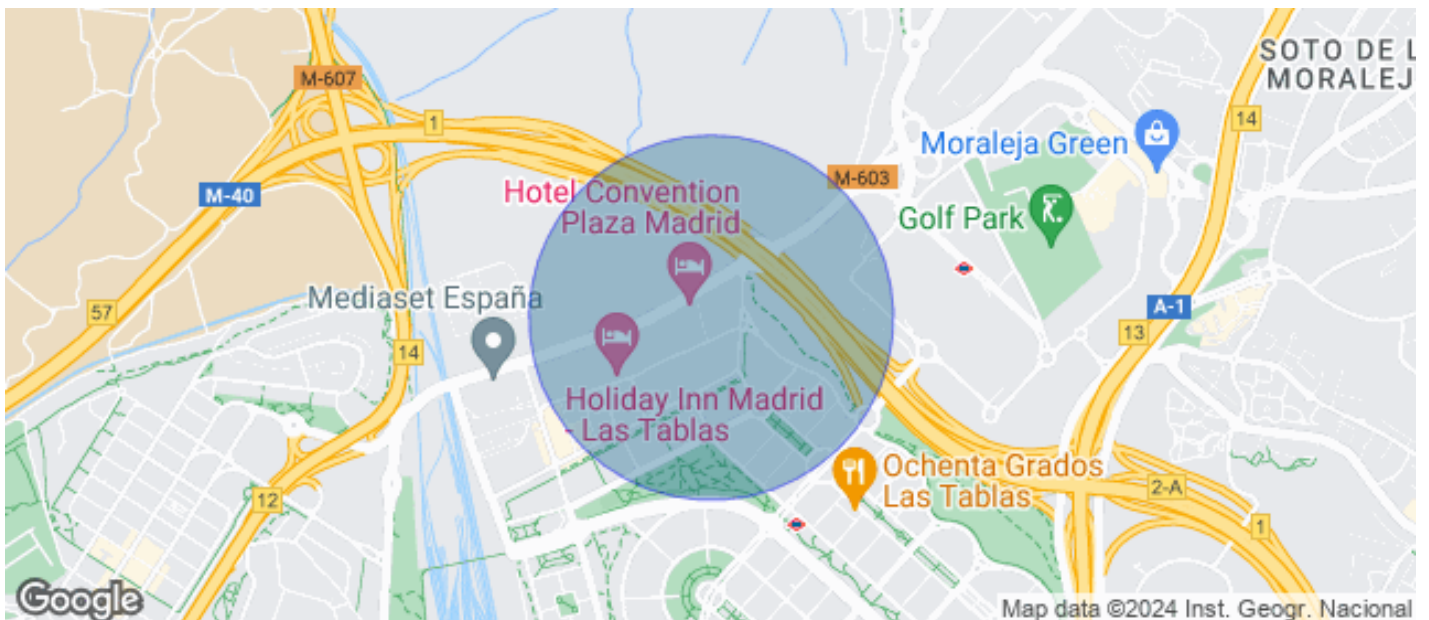 SOTO DE L
MORALEJ
M-607
1
14
Moraleja Green
M-603
M-40
Hotel Convention
Plaza Madrid
Golf Park
57
Mediaset España
A-1
13
14
Holiday Inn Madrid
- Las Tablas
Ochenta Grados
Las Tablas
12
2-A
1
Google
Map data ©2024 Inst. Geogr. Nacional